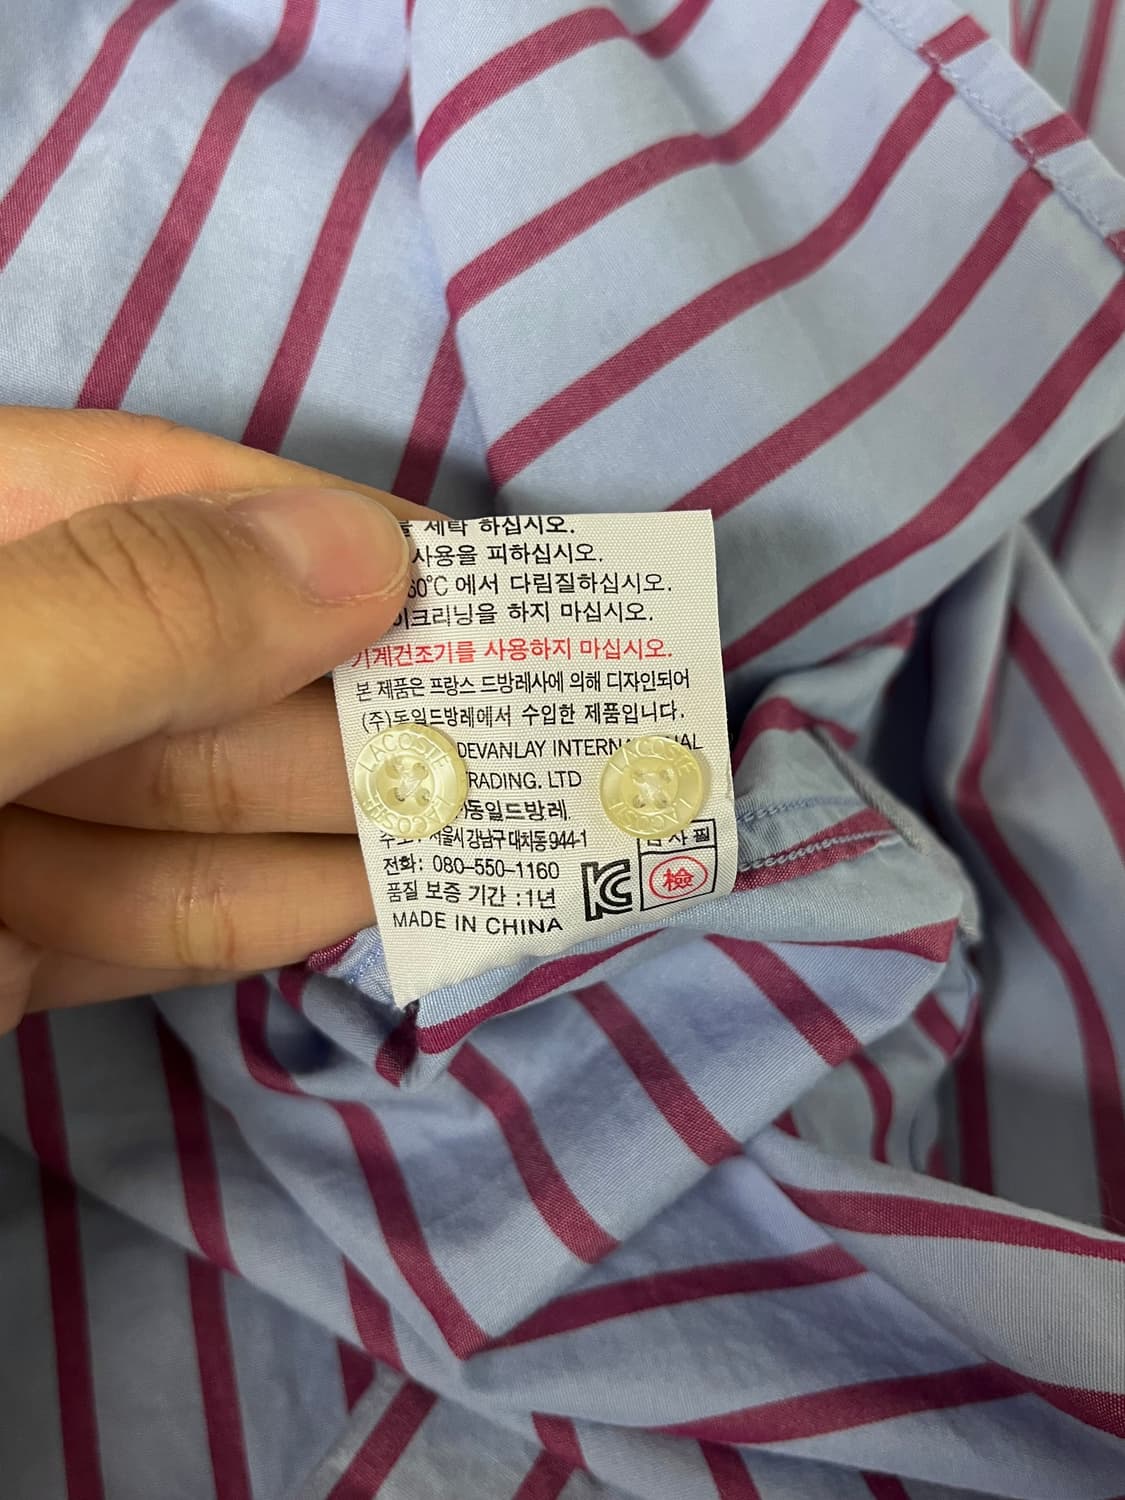 세탁 하십시오.
사용을 피하십시오.
60℃ 에서 다림질하십시오.
이크리닝을 하지 마십시오.
기계건조기를 사용하지 마십시오.
본 제품은 프랑스 드방레사에 의해 디자인되어
(주)동일드방레에서 수입한 제품입니다.
DEVANLAY INTERN
TRADING. LTD
동일드방레
서울시 강남구 대치동 944-1
전화: 080-550-1160
품질 보증 기간 : 1년
MADE IN CHINA
KC
사 필
檢
LACOSTE
LACOSTE
LACOSTE
LACOSTE